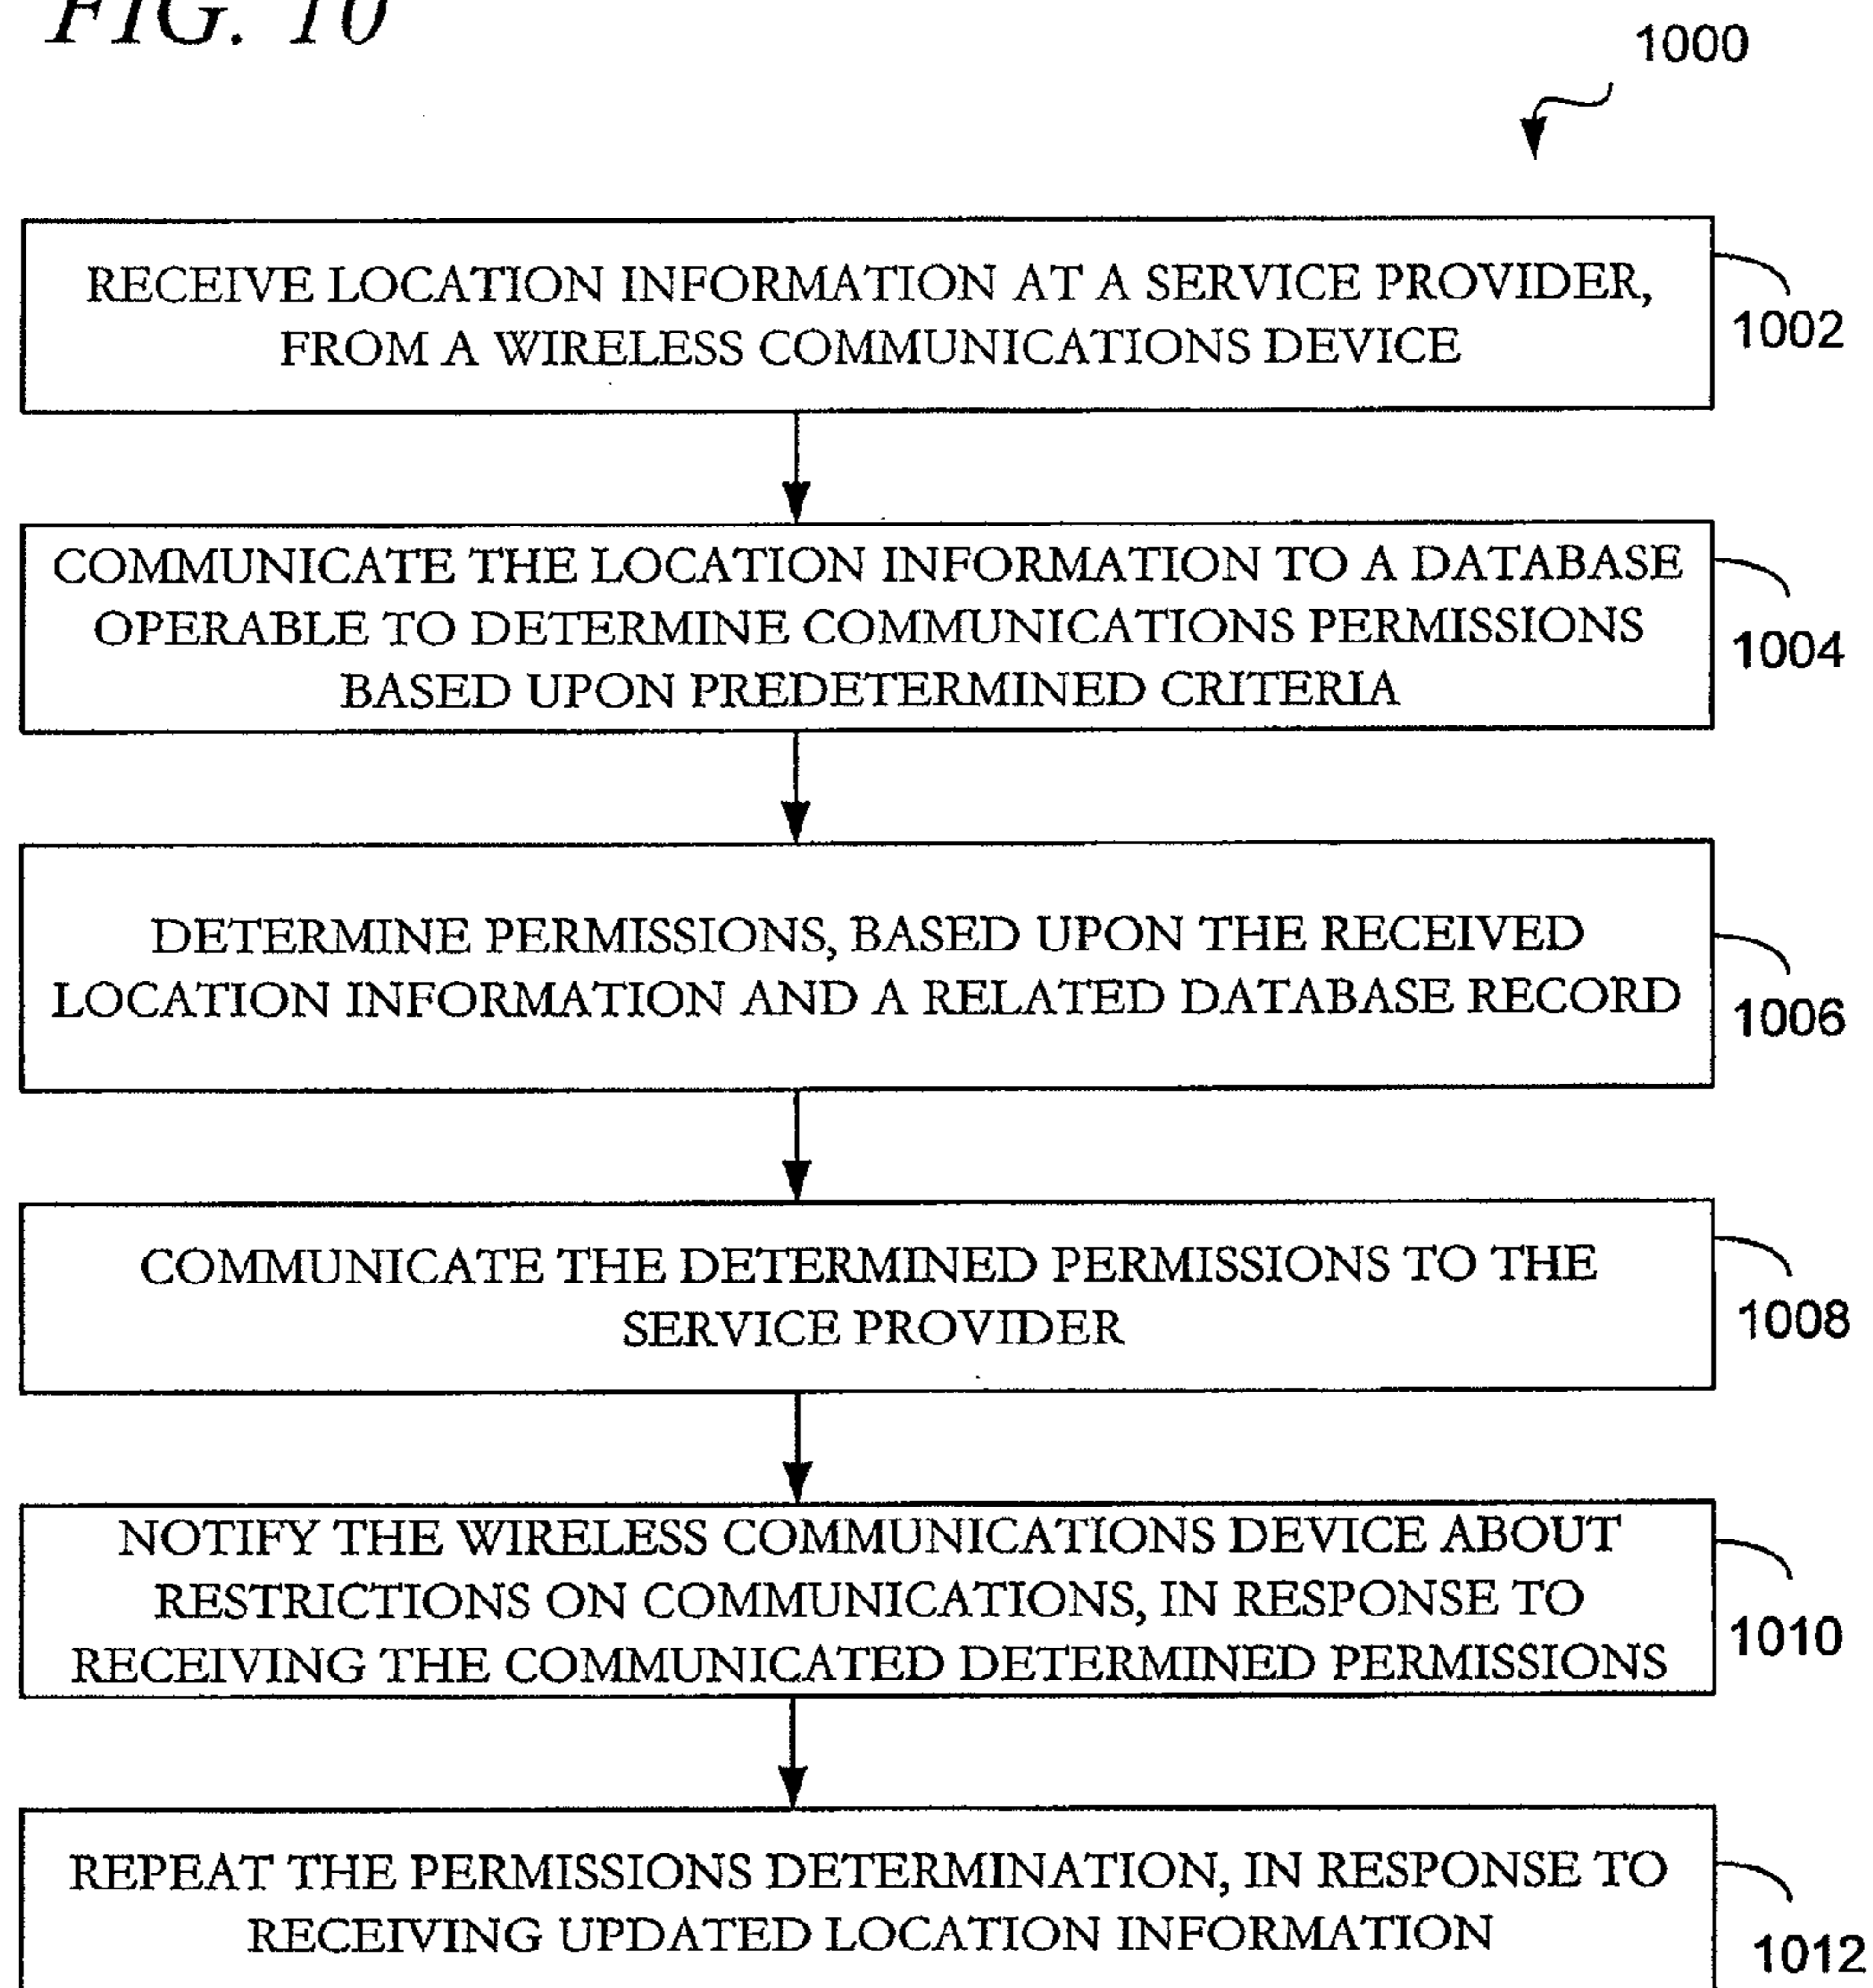 FIG. 10
1000
RECEIVE LOCATION INFORMATION AT A SERVICE PROVIDER,
FROM A WIRELESS COMMUNICATIONS DEVICE
1002
COMMUNICATE THE LOCATION INFORMATION TO A DATABASE
OPERABLE TO DETERMINE COMMUNICATIONS PERMISSIONS
BASED UPON PREDETERMINED CRITERIA
1004
DETERMINE PERMISSIONS, BASED UPON THE RECEIVED
LOCATION INFORMATION AND A RELATED DATABASE RECORD
1006
COMMUNICATE THE DETERMINED PERMISSIONS TO THE
SERVICE PROVIDER
1008
NOTIFY THE WIRELESS COMMUNICATIONS DEVICE ABOUT
RESTRICTIONS ON COMMUNICATIONS, IN RESPONSE TO
RECEIVING THE COMMUNICATED DETERMINED PERMISSIONS
1010
REPEAT THE PERMISSIONS DETERMINATION, IN RESPONSE TO
RECEIVING UPDATED LOCATION INFORMATION
1012